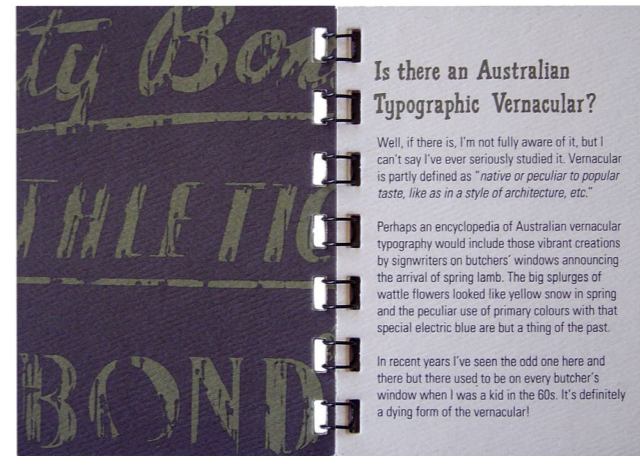 ty Bon
THLETIC
BOND
Is there an Australian
Typographic Vernacular?
Well, if there is, I'm not fully aware of it, but I
can't say I've ever seriously studied it. Vernacular
is partly defined as "native or peculiar to popular
taste, like as in a style of architecture, etc."
Perhaps an encyclopedia of Australian vernacular
typography would include those vibrant creations
by signwriters on butchers' windows announcing
the arrival of spring lamb. The big splurges of
wattle flowers looked like yellow snow in spring
and the peculiar use of primary colours with that
special electric blue are but a thing of the past.
In recent years I've seen the odd one here and
there but there used to be on every butcher's
window when I was a kid in the 60s. It's definitely
a dying form of the vernacular!